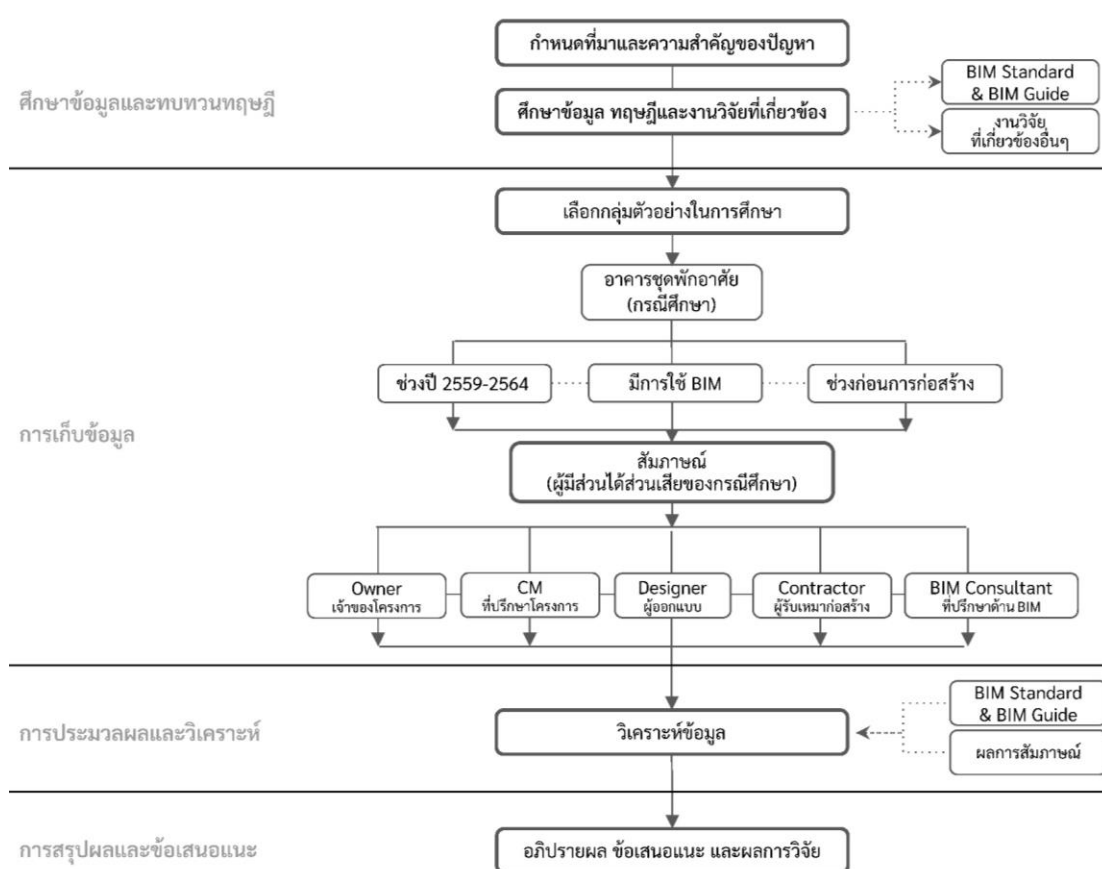 กำหนดที่มาและความสำคัญของปัญหา
ศึกษาข้อมูลและทบทวนทฤษฎี
ศึกษาข้อมูล ทฤษฎีและงานวิจัยที่เกี่ยวข้อง
BIM Standard
& BIM Guide
งานวิจัย
ที่เกี่ยวข้องอื่นๆ
เลือกกลุ่มตัวอย่างในการศึกษา
อาคารชุดพักอาศัย
(กรณีศึกษา)
ช่วงปี 2559-2564
มีการใช้ BIM
ช่วงก่อนการก่อสร้าง
การเก็บข้อมูล
สัมภาษณ์
(ผู้มีส่วนได้ส่วนเสียของกรณีศึกษา)
Owner
เจ้าของโครงการ
CM
ที่ปรึกษาโครงการ
Designer
ผู้ออกแบบ
Contractor
ผู้รับเหมาก่อสร้าง
BIM Consultant
ที่ปรึกษาด้าน BIM
การประมวลผลและวิเคราะห์
วิเคราะห์ข้อมูล
BIM Standard
& BIM Guide
ผลการสัมภาษณ์
การสรุปผลและข้อเสนอแนะ
อภิปรายผล ข้อเสนอแนะ และผลการวิจัย